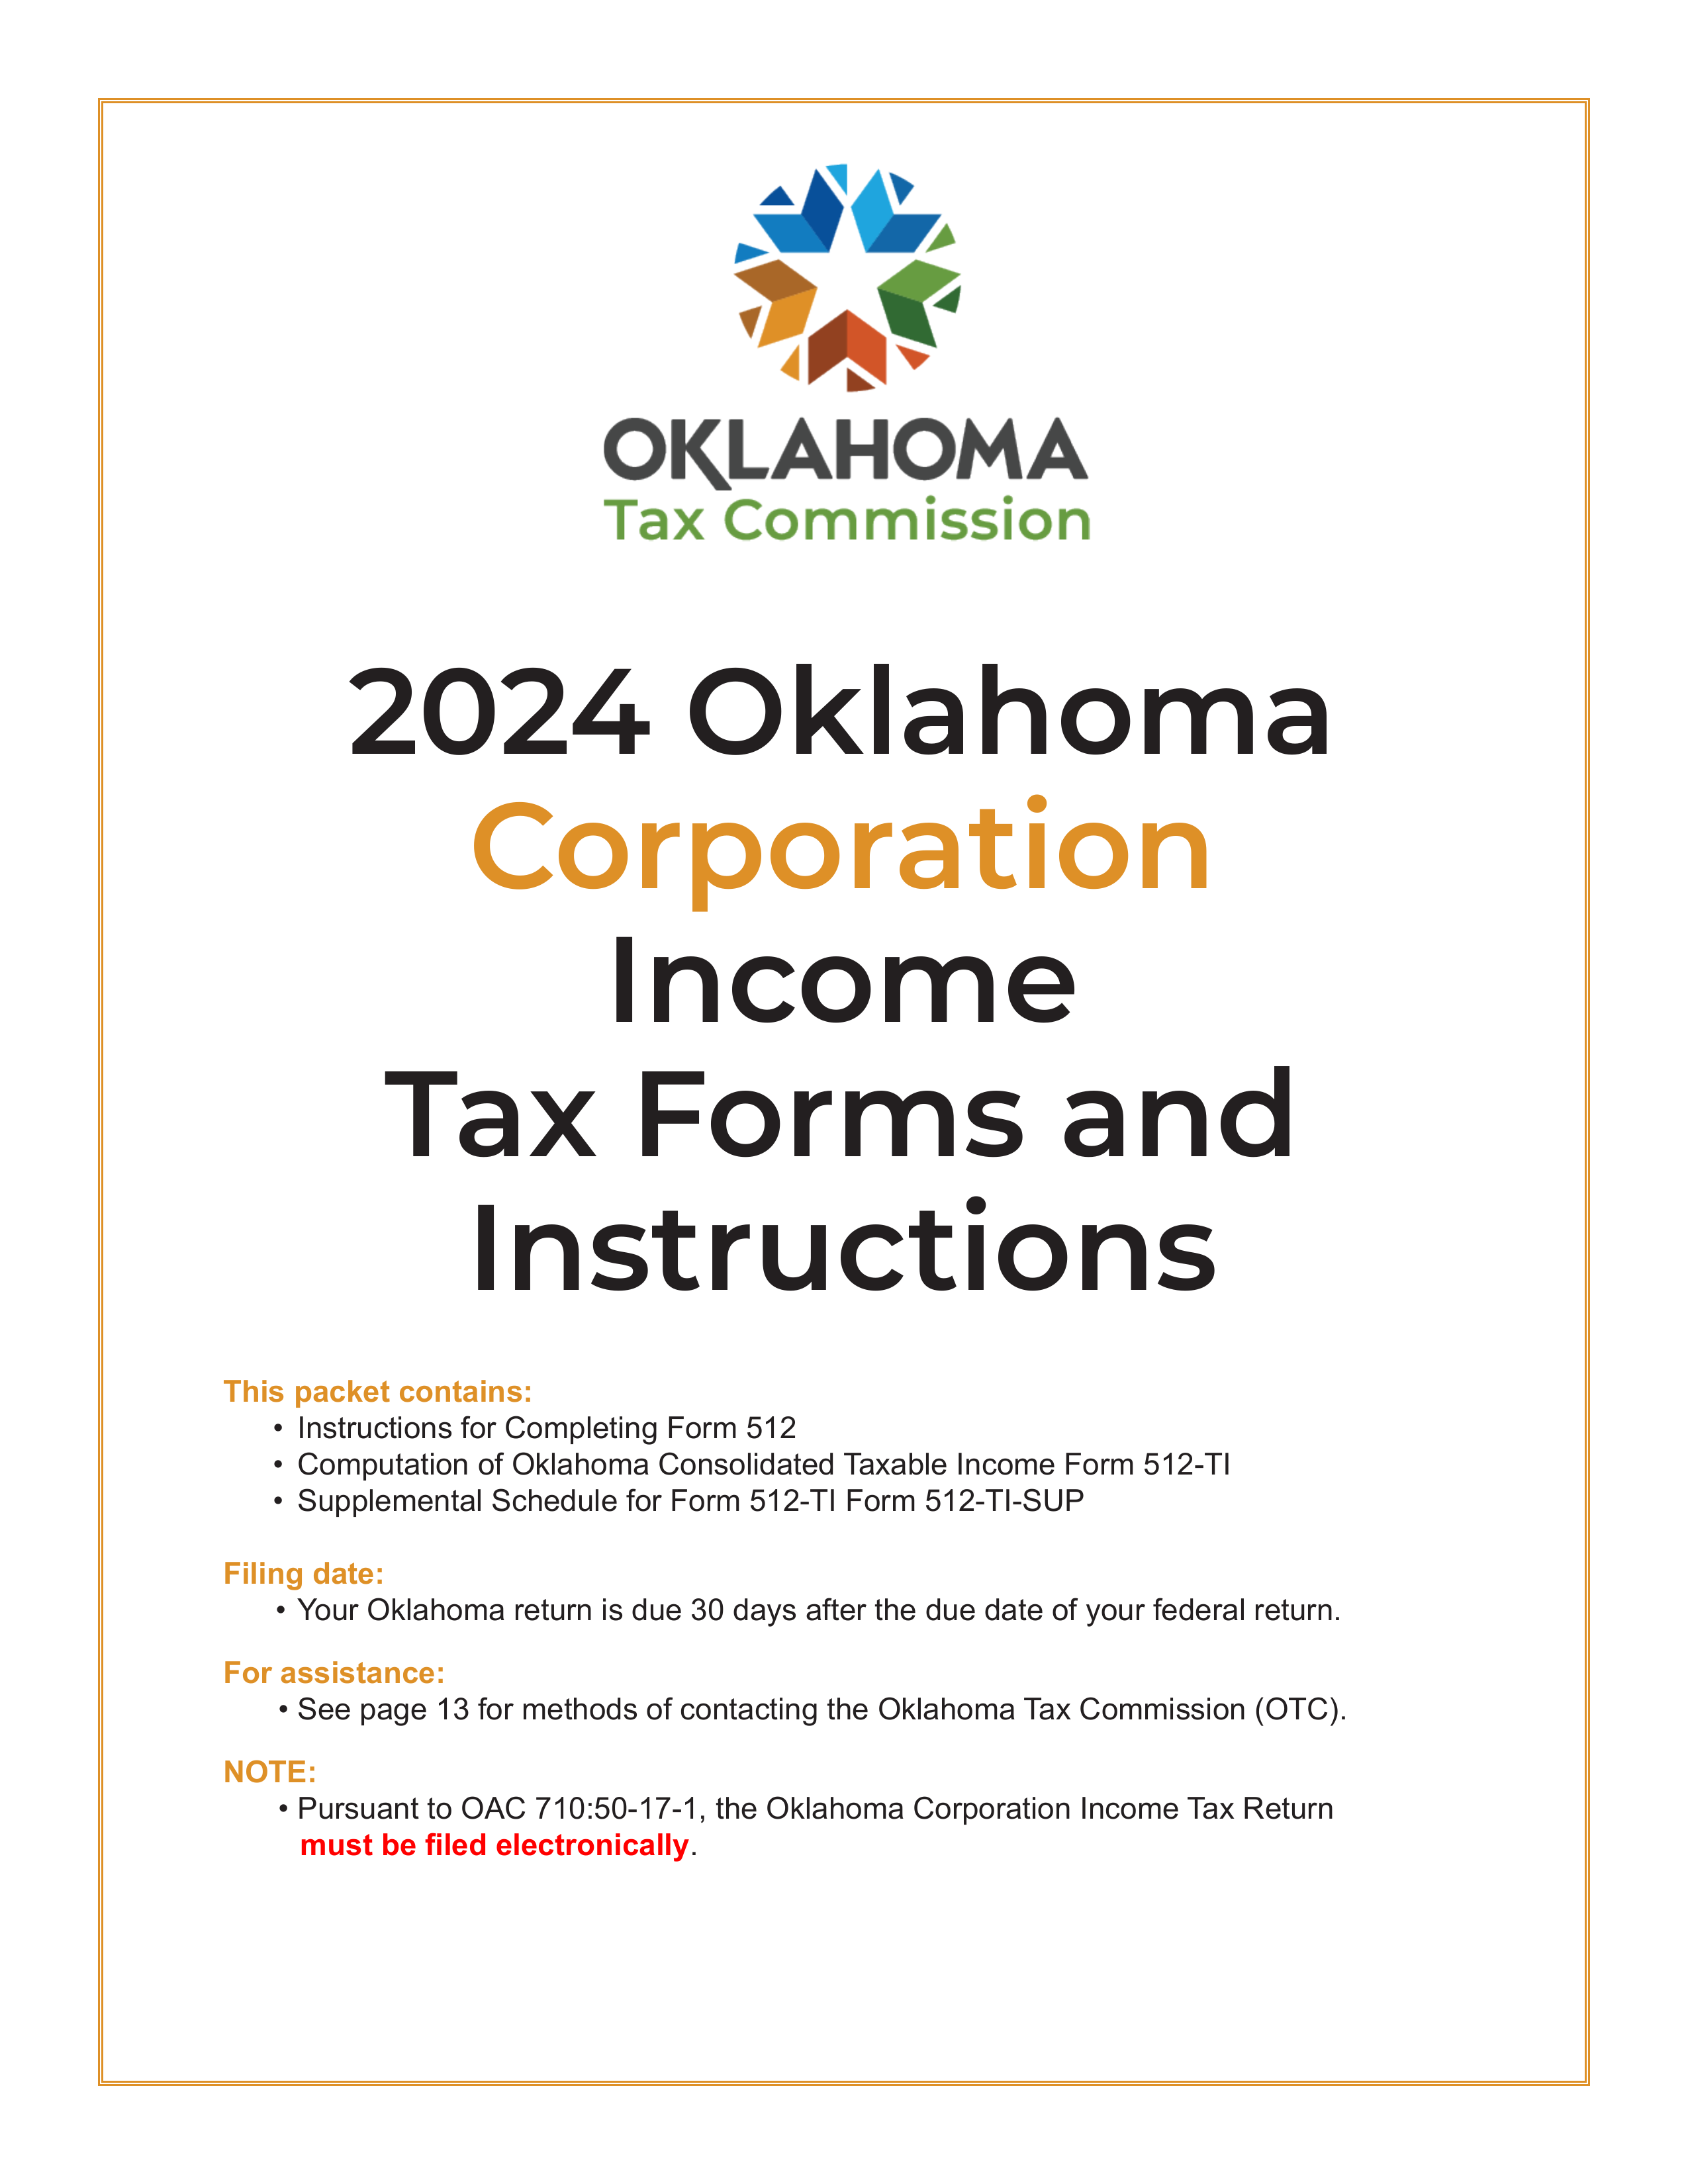 OKLAHOMA
Tax Commission
2024 Oklahoma
Corporation
Income
Tax Forms and
Instructions
This packet contains:
• Instructions for Completing Form 512
• Computation of Oklahoma Consolidated Taxable Income Form 512-TI
• Supplemental Schedule for Form 512-TI Form 512-TI-SUP
Filing date:
• Your Oklahoma return is due 30 days after the due date of your federal return.
For assistance:
• See page 13 for methods of contacting the Oklahoma Tax Commission (OTC).
NOTE:
• Pursuant to OAC 710:50-17-1, the Oklahoma Corporation Income Tax Return
must be filed electronically.